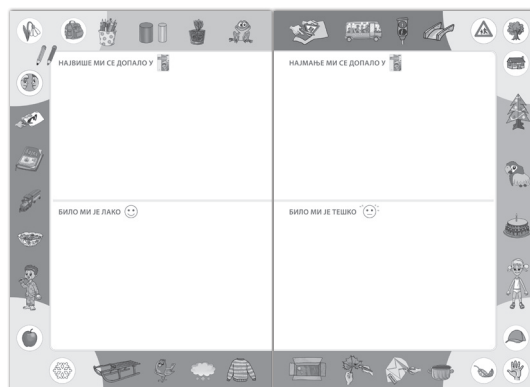 НАЈВИШЕ МИ СЕ ДОПАЛО У
НАЈМАЊЕ МИ СЕ ДОПАЛО У
БИЛО МИ ЈЕ ЛАКО
БИЛО МИ ЈЕ ТЕШКО